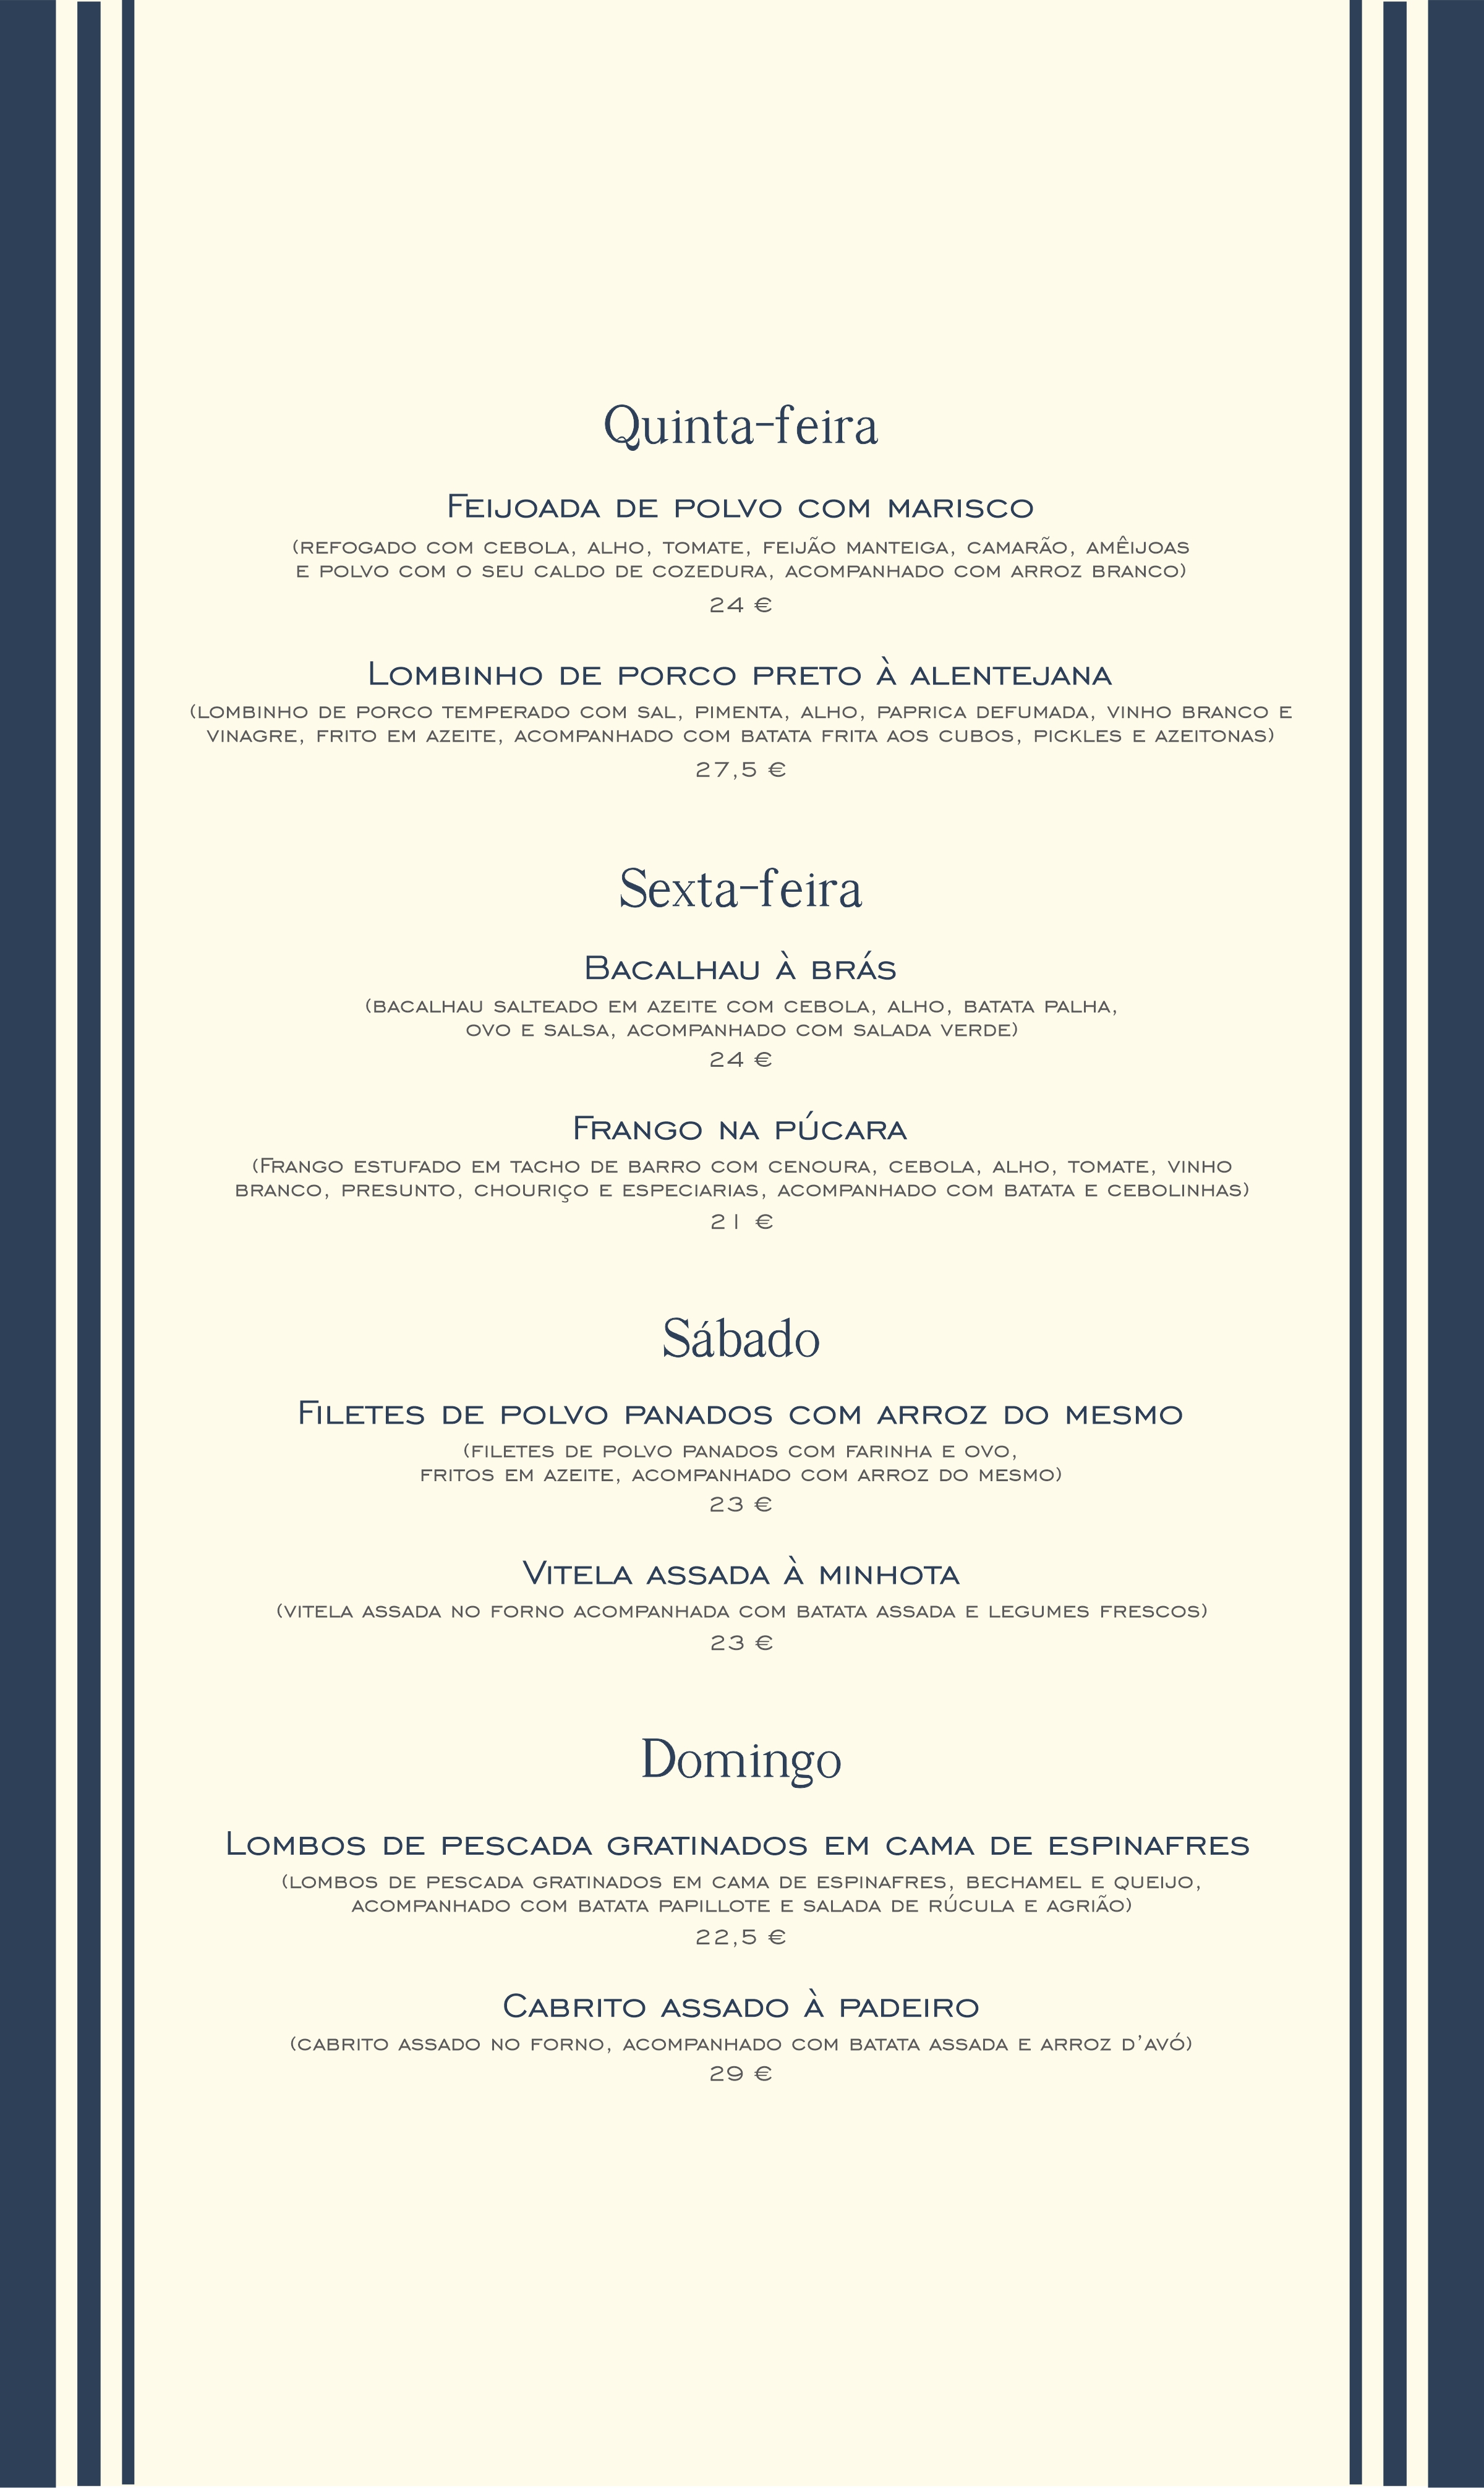 Quinta-feira
Feijoada de polvo com marisco
(refogado com cebola, alho, tomate, feijão manteiga, camarão, amêijoas
e polvo com o seu caldo de cozedura, acompanhado com arroz branco)
24 €
Lombinho de porco preto à alentejana
(lombinho de porco temperado com sal, pimenta, alho, paprica defumada, vinho branco e
vinagre, frito em azeite, acompanhado com batata frita aos cubos, pickles e azeitonas)
27,5 €
Sexta-feira
Bacalhau à brás
(bacalhau salteado em azeite com cebola, alho, batata palha,
ovo e salsa, acompanhado com salada verde)
24 €
Frango na púcara
(Frango estufado em tacho de barro com cenoura, cebola, alho, tomate, vinho
branco, presunto, chouriço e especiarias, acompanhado com batata e cebolinhas)
21 €
Sábado
Filetes de polvo panados com arroz do mesmo
(filetes de polvo panados com farinha e ovo,
fritos em azeite, acompanhado com arroz do mesmo)
23 €
Vitela assada à minhota
(vitela assada no forno acompanhada com batata assada e legumes frescos)
23 €
Domingo
Lombos de pescada gratinados em cama de espinafres
(lombos de pescada gratinados em cama de espinafres, bechamel e queijo,
acompanhado com batata papillote e salada de rúcula e agrião)
22,5 €
Cabrito assado à padeiro
(cabrito assado no forno, acompanhado com batata assada e arroz d'avó)
29 €